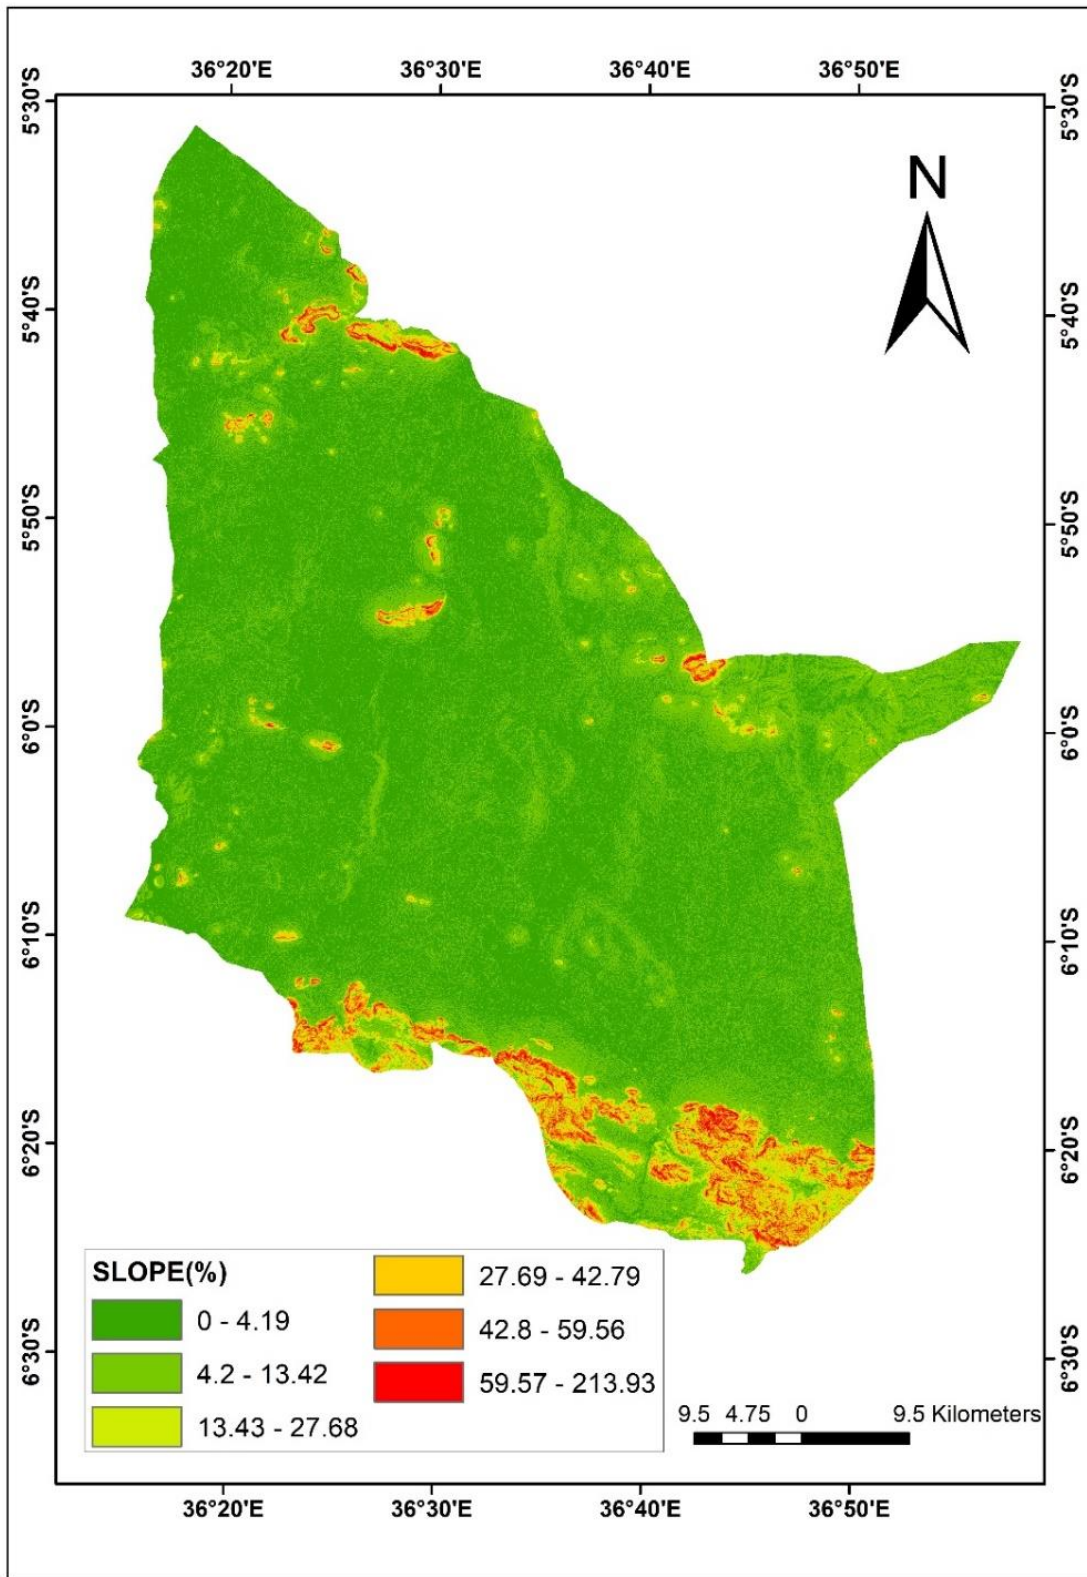 36°20'E 36°30'E 36°40'E 36°50'E
5°30'S 5°30'S
N
5°40'S 5°40'S
5°50'S 5°50'S
6°0'S 6°0'S
6°10'S 6°10'S
6°20'S 6°20'S
6°30'S 6°30'S
SLOPE(%)
0 - 4.19
4.2 - 13.42
13.43 - 27.68
27.69 - 42.79
42.8 - 59.56
59.57 - 213.93
9.5 4.75 0 9.5 Kilometers
36°20'E 36°30'E 36°40'E 36°50'E